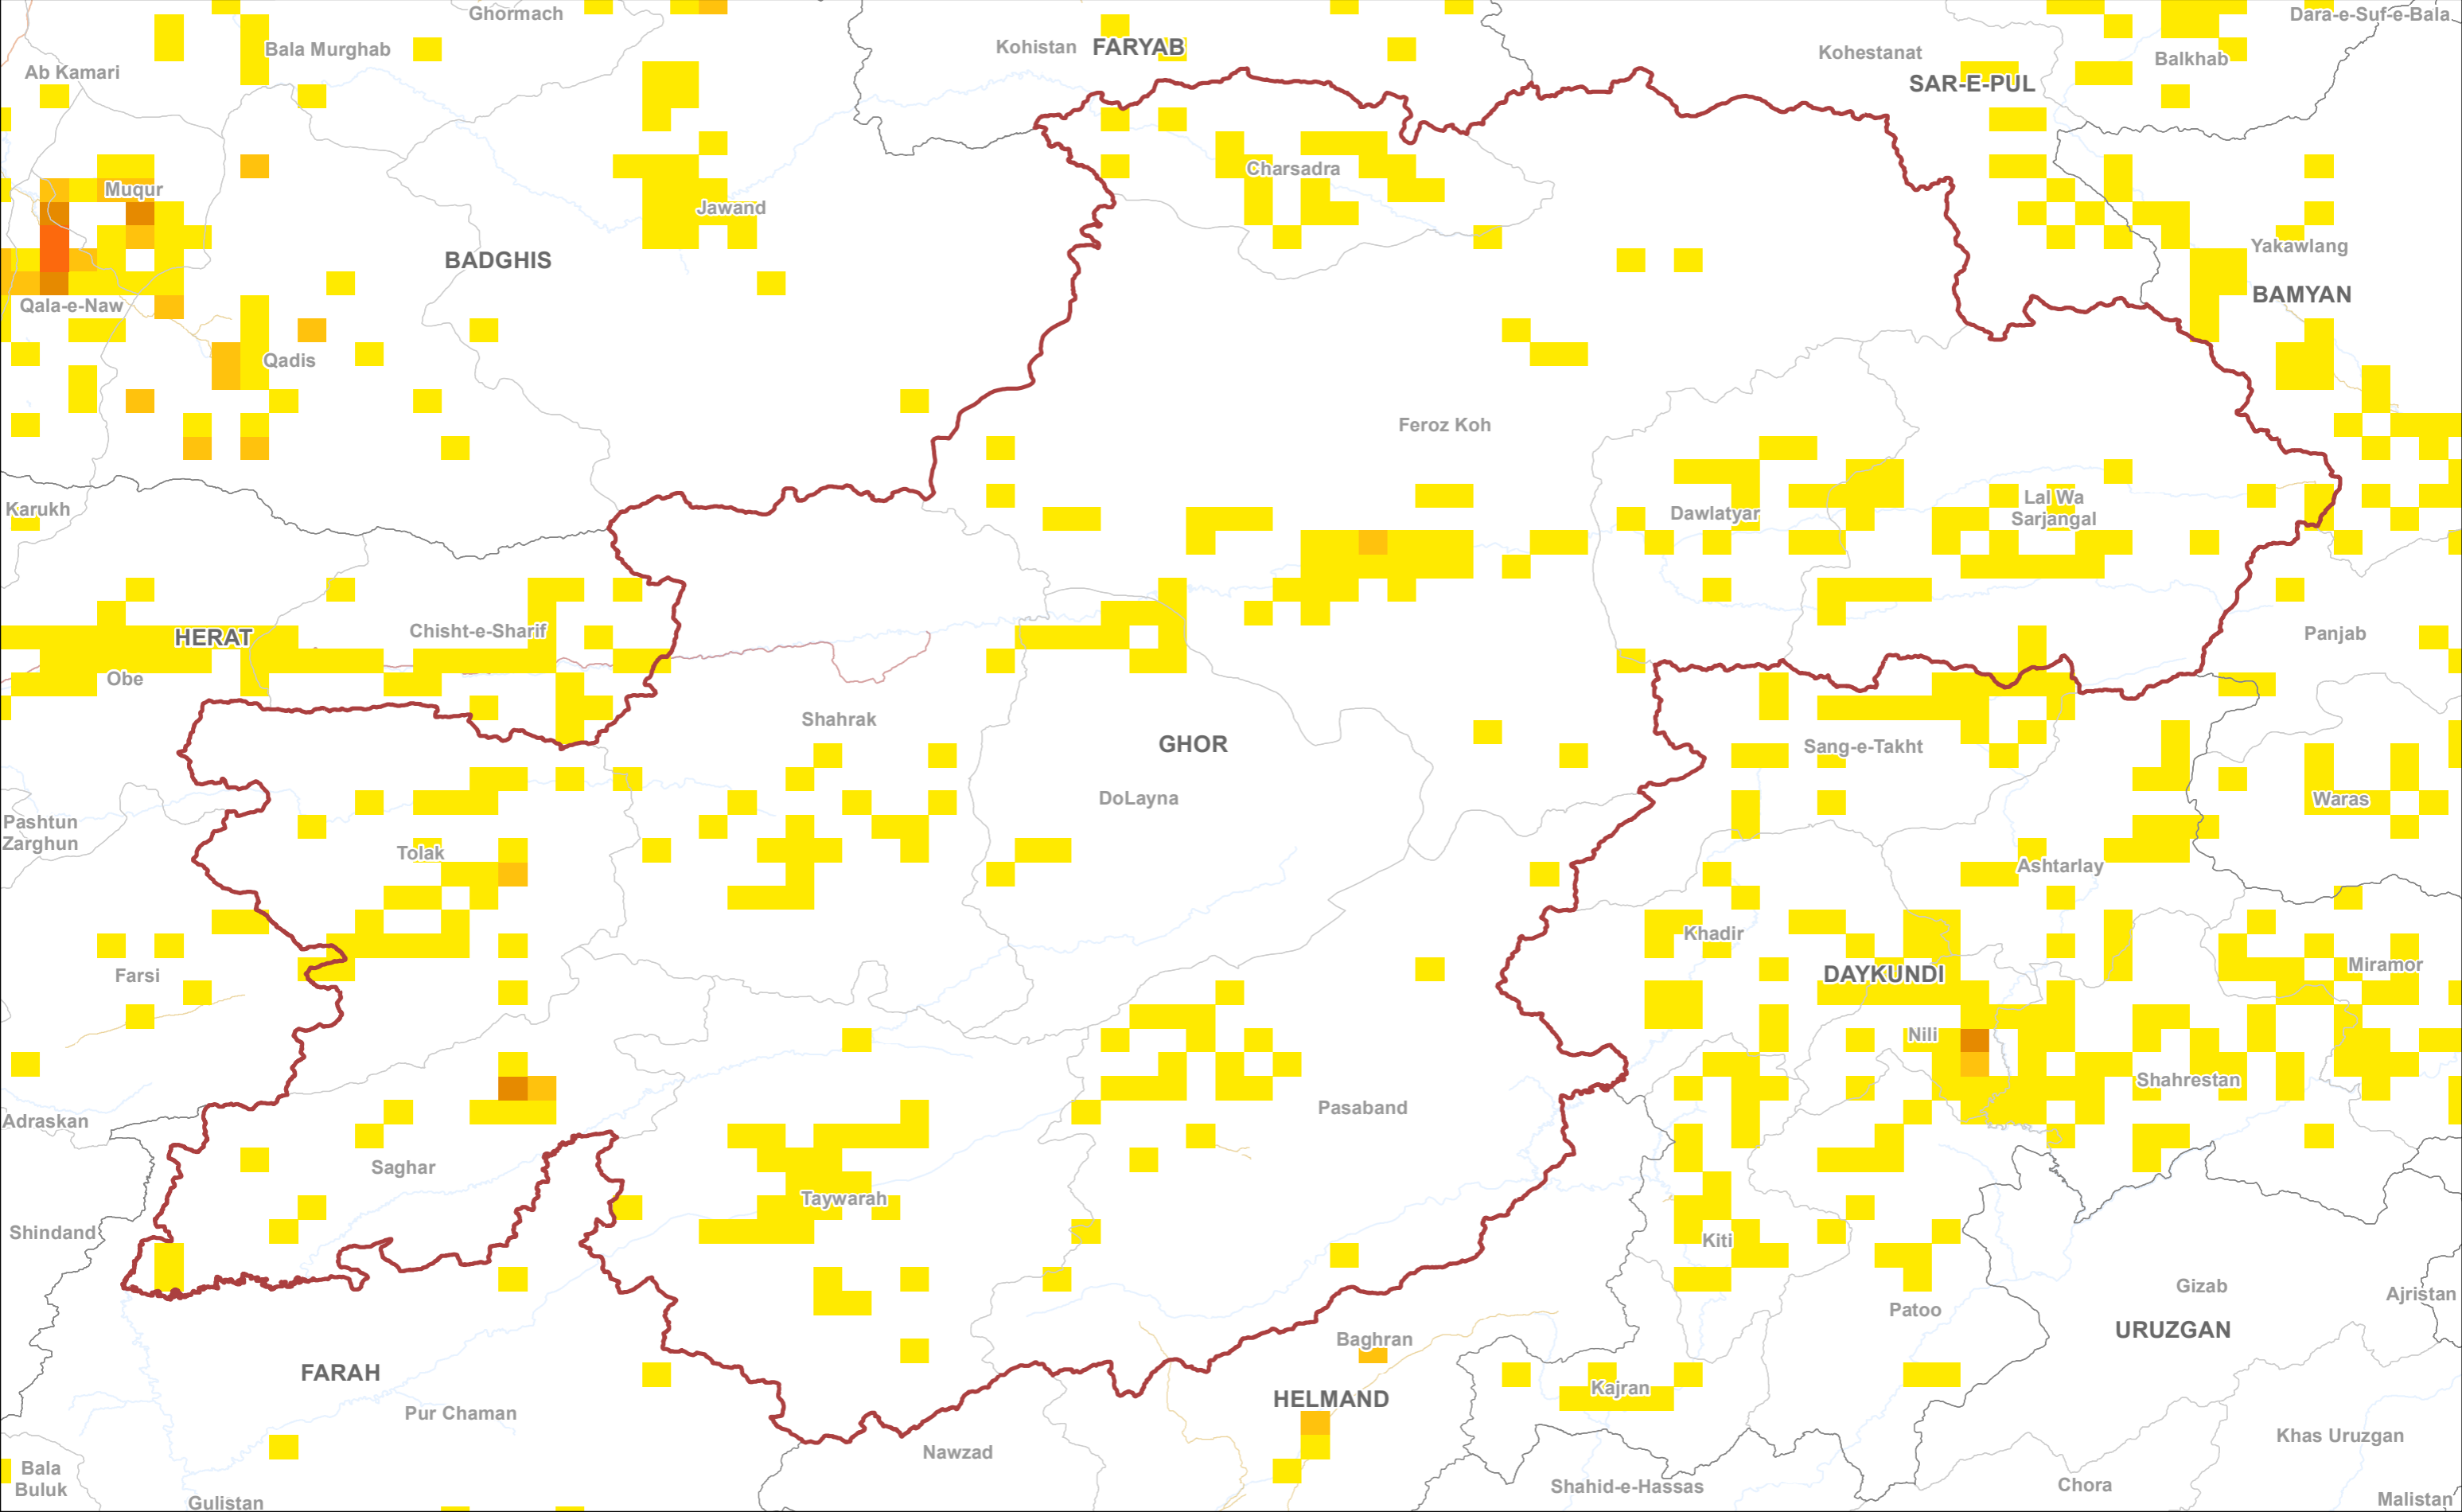 Ghormach
Dara-e-Suf-e-Bala
Bala Murghab
Kohistan
FARYAB
Kohestanat
Balkhab
Ab Kamari
SAR-E-PUL
Charsadra
Muqur
Jawand
Yakawlang
BADGHIS
BAMYAN
Qala-e-Naw
Qadis
Feroz Koh
Karukh
Dawlatyar
Lal Wa
Sarjangal
HERAT
Chisht-e-Sharif
Panjab
Obe
Shahrak
GHOR
Sang-e-Takht
DoLayna
Waras
Pashtun
Zarghun
Tolak
Ashtarlay
Khadir
Farsi
DAYKUNDI
Miramor
Nili
Shahrestan
Adraskan
Pasaband
Saghar
Taywarah
Shindand
Kiti
Gizab
Ajristan
Patoo
URUZGAN
Baghran
FARAH
Kajran
HELMAND
Pur Chaman
Nawzad
Khas Uruzgan
Bala
Buluk
Shahid-e-Hassas
Chora
Gulistan
Malistan